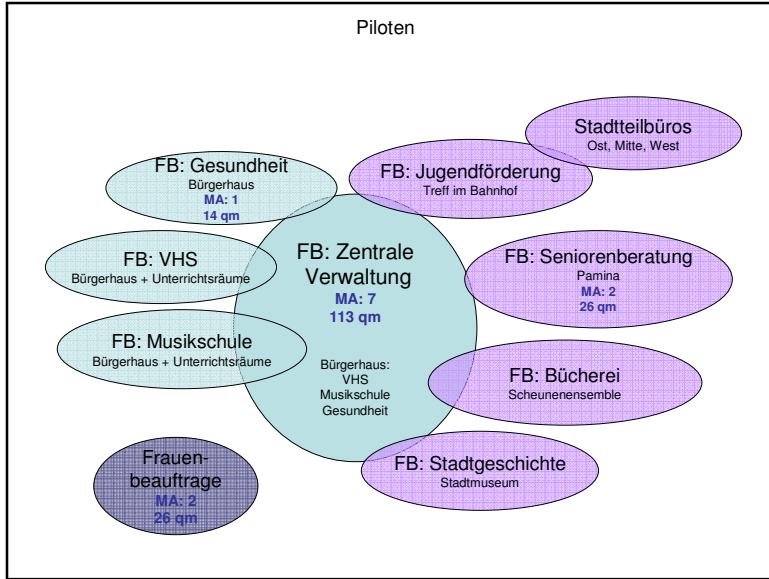 Piloten
Stadtteilbüros
Ost, Mitte, West
FB: Gesundheit
Bürgerhaus
MA: 1
14 qm
FB: Jugendförderung
Treff im Bahnhof
FB: VHS
Bürgerhaus + Unterrichtsräume
FB: Zentrale
Verwaltung
MA: 7
113 qm
FB: Seniorenberatung
Pamina
MA: 2
26 qm
FB: Musikschule
Bürgerhaus + Unterrichtsräume
Bürgerhaus:
VHS
Musikschule
Gesundheit
FB: Bücherei
Scheunenensemble
Frauen-
beauftrage
MA: 2
26 qm
FB: Stadtgeschichte
Stadtmuseum